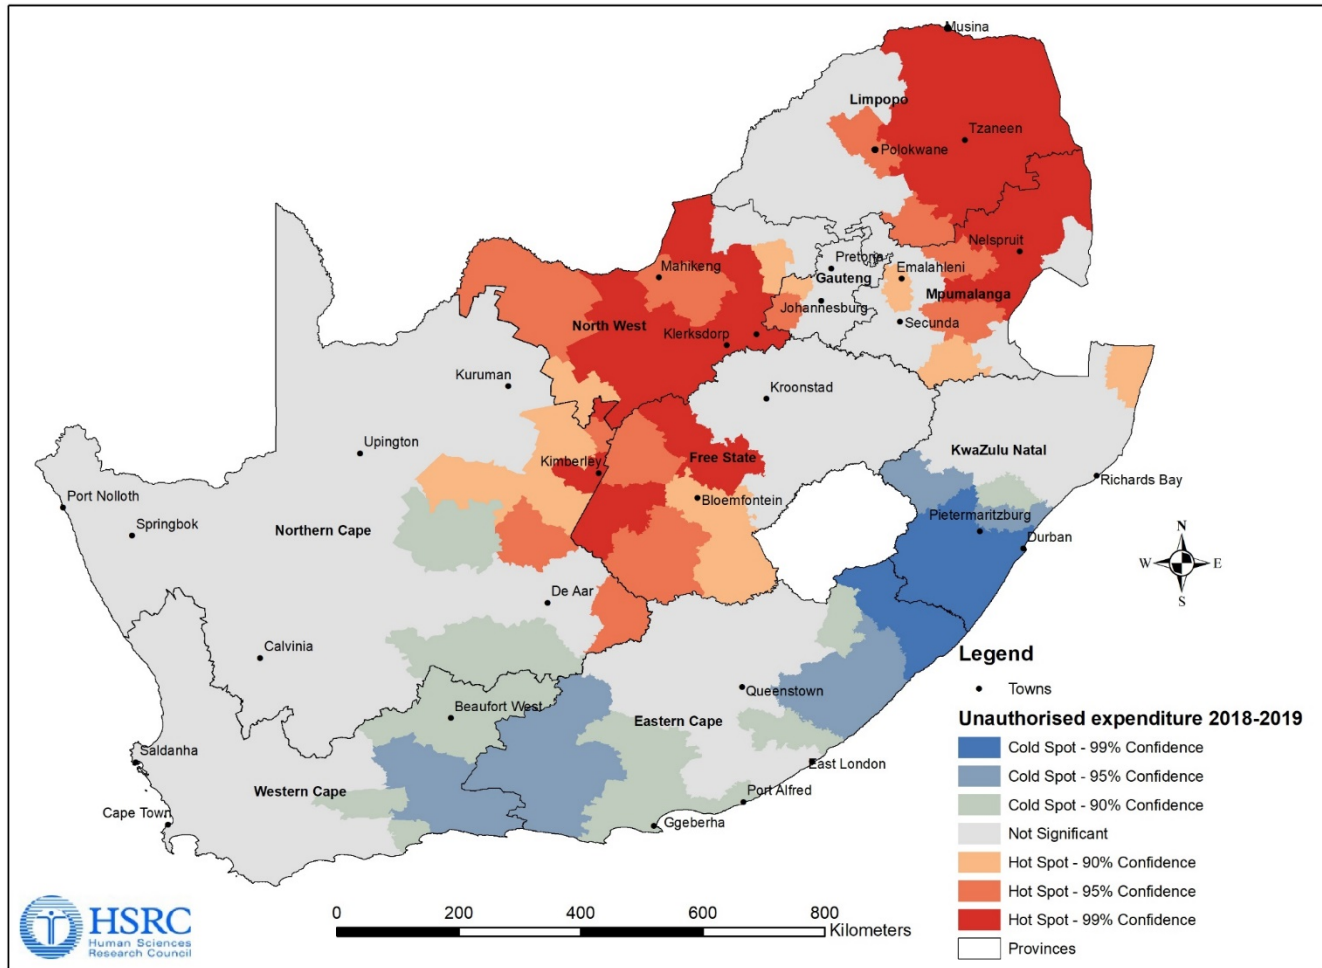 Musina
Limpopo
Tzaneen
Polokwane
Nelspruit
Mahikeng
Pretoria
Emalahleni
Gauteng
Mpumalanga
Johannesburg
North West
Secunda
Klerksdorp
Kuruman
Kroonstad
Upington
KwaZulu Natal
Kimberley
Free State
Richards Bay
Port Nolloth
Bloemfontein
Pietermaritzburg
Springbok
Northern Cape
Durban
N
W
E
S
De Aar
Calvinia
Queenstown
Beaufort West
Eastern Cape
Saldanha
East London
Western Cape
Port Alfred
Cape Town
Ggeberha
Legend
Towns
Unauthorised expenditure 2018-2019
Cold Spot - 99% Confidence
Cold Spot - 95% Confidence
Cold Spot - 90% Confidence
Not Significant
Hot Spot - 90% Confidence
Hot Spot - 95% Confidence
Hot Spot - 99% Confidence
Provinces
HSRC
Human Sciences
Research Council
0 200 400 600 800
Kilometers